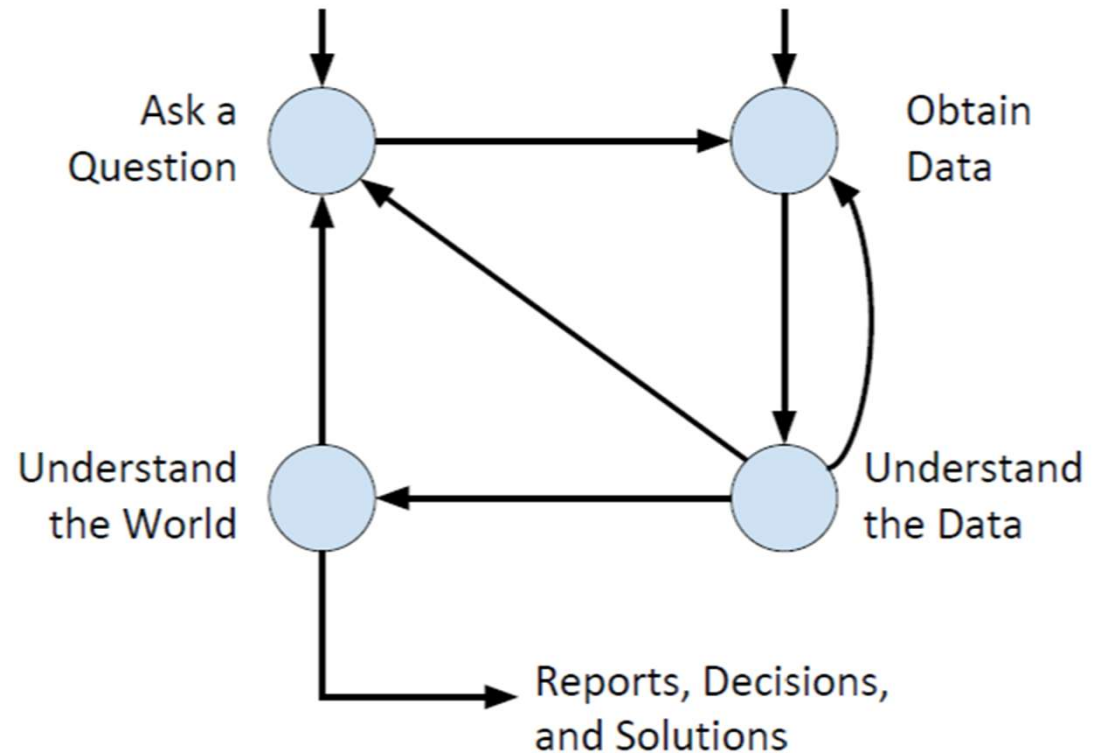 Ask a
Question
Obtain
Data
Understand
the World
Understand
the Data
Reports, Decisions,
and Solutions